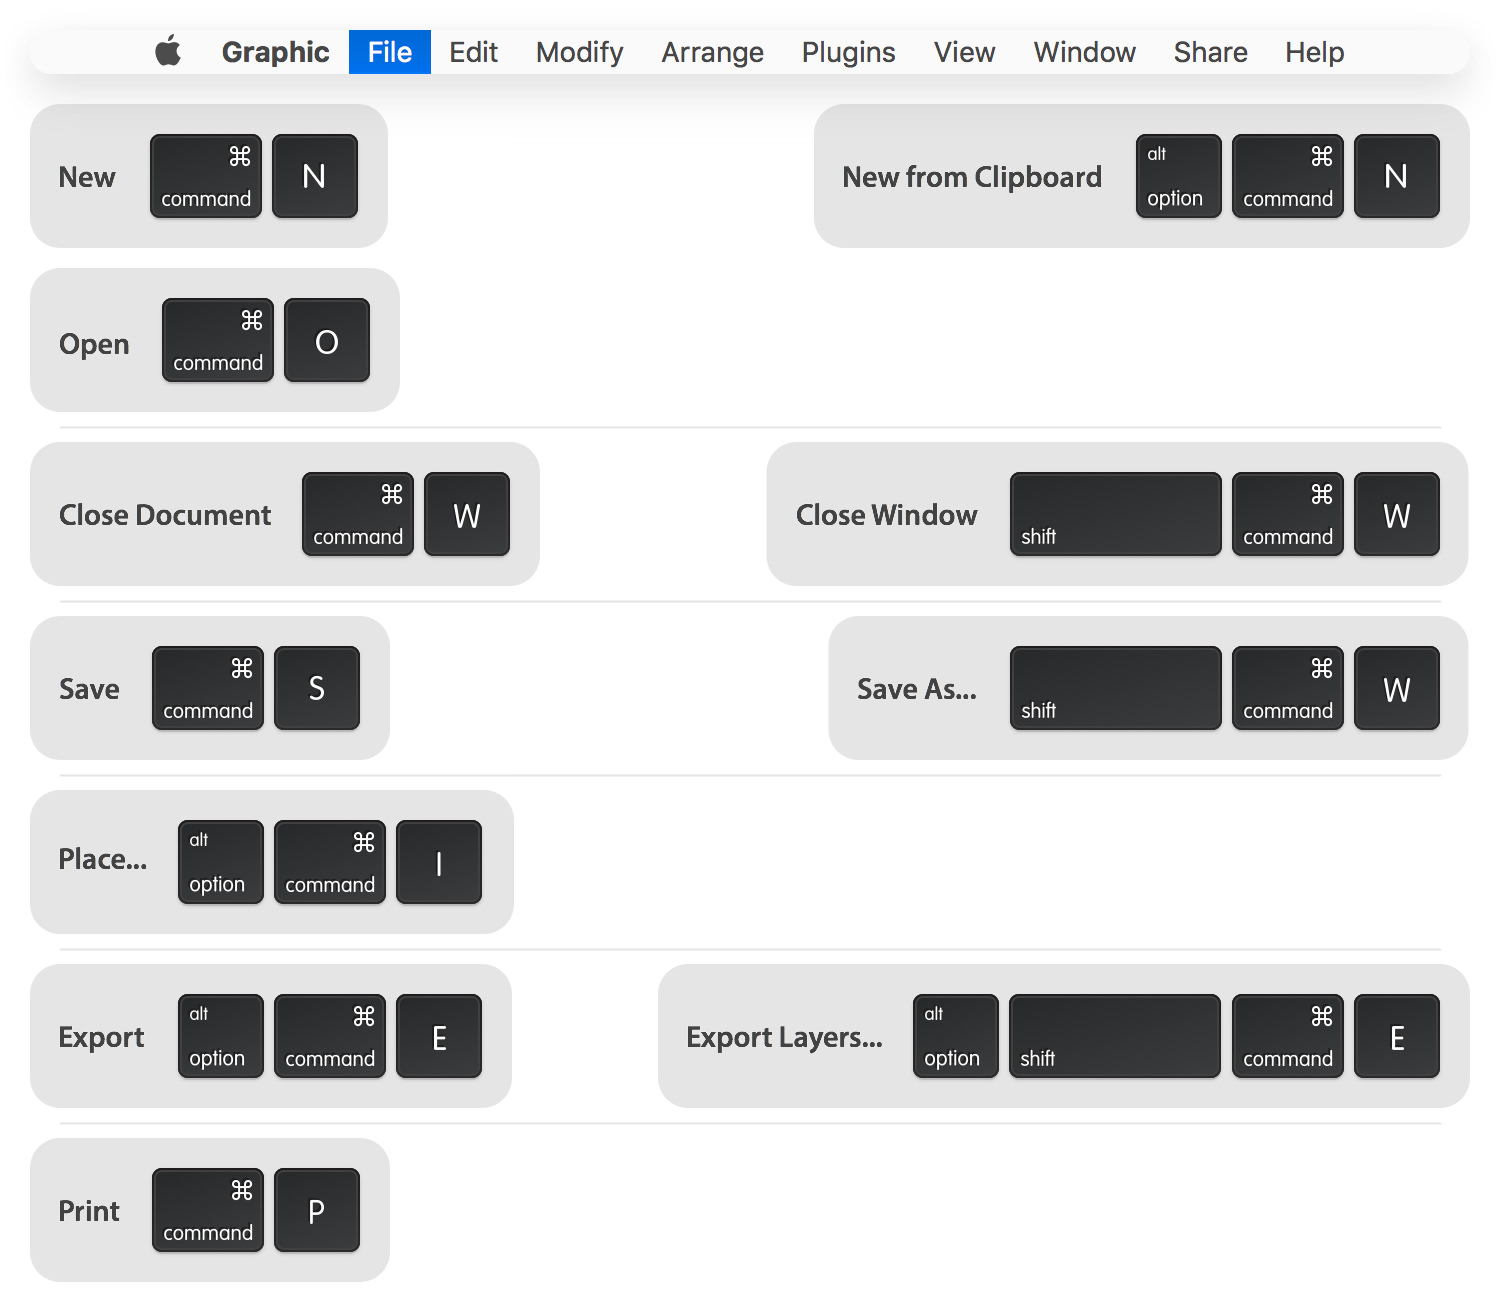 Graphic File Edit Modify Arrange Plugins View Window Share Help
New ⌘ command N
New from Clipboard alt option ⌘ command N
Open ⌘ command O
Close Document ⌘ command W
Close Window shift ⌘ command W
Save ⌘ command S
Save As... shift ⌘ command W
Place... alt option ⌘ command I
Export alt option ⌘ command E
Export Layers... alt option shift ⌘ command E
Print ⌘ command P